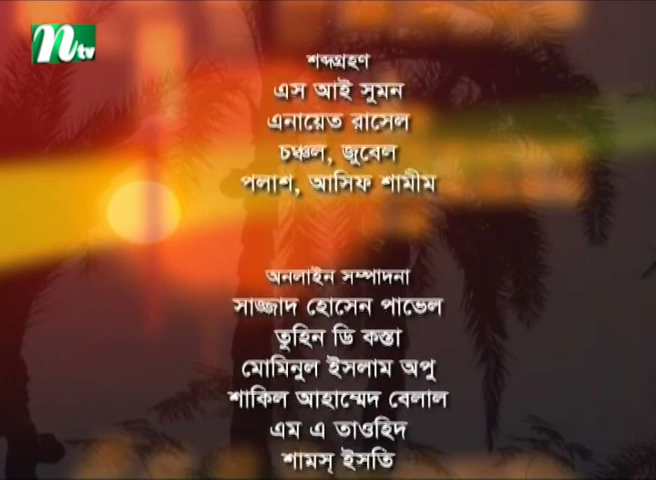 ntv
শব্দগ্রহণ
এস আই সুমন
এনায়েত রাসেল
চঞ্চল, জুবেল
পলাশ, আসিফ শামীম
অনলাইন সম্পাদনা
সাজ্জাদ হোসেন পাভেল
তুহিন ডি কস্তা
মোমিনুল ইসলাম অপু
শাকিল আহাম্মেদ বেলাল
এম এ তাওহিদ
শামসৃ ইসতি